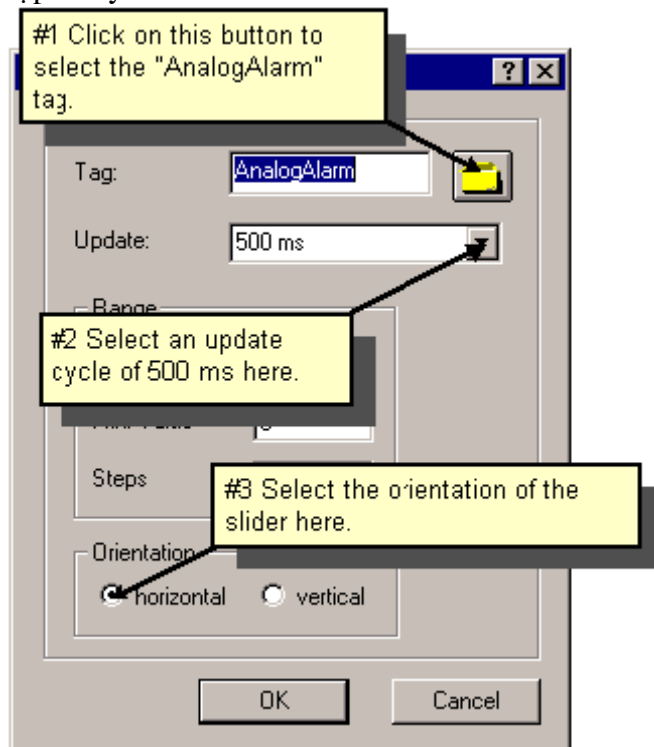 #1 Click on this button to
select the "AnalogAlarm"
tag.
Tag: AnalogAlarm
Update: 500 ms
Range
#2 Select an update
cycle of 500 ms here.
Steps
#3 Select the orientation of the
slider here.
Orientation
horizontal vertical
OK Cancel